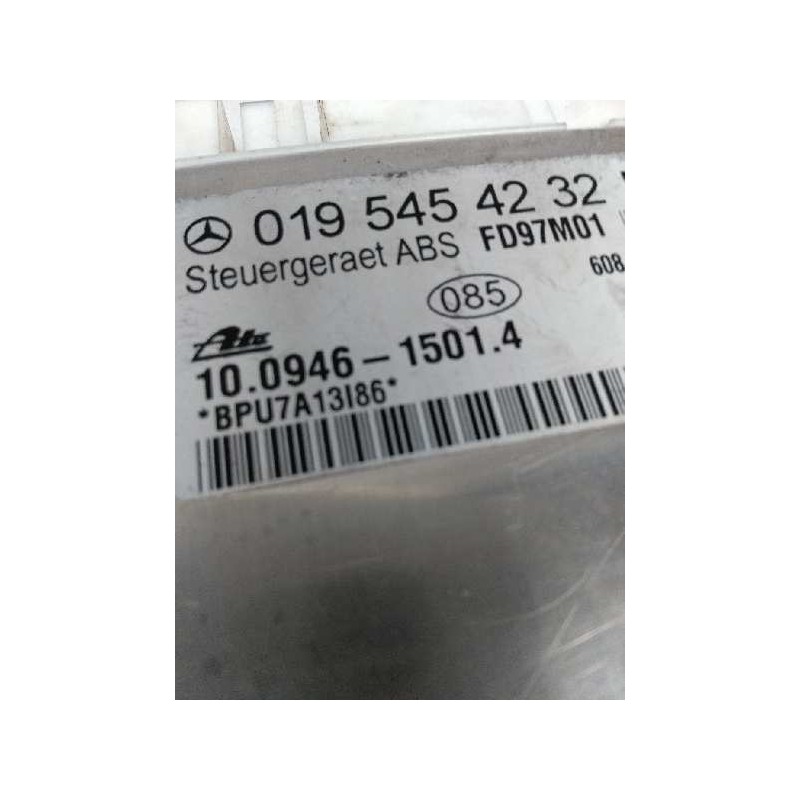 019 545 42 32
Steuergeraet ABS FD97M01
608
085
Ate
10.0946-1501.4
*BPU7A13I86*